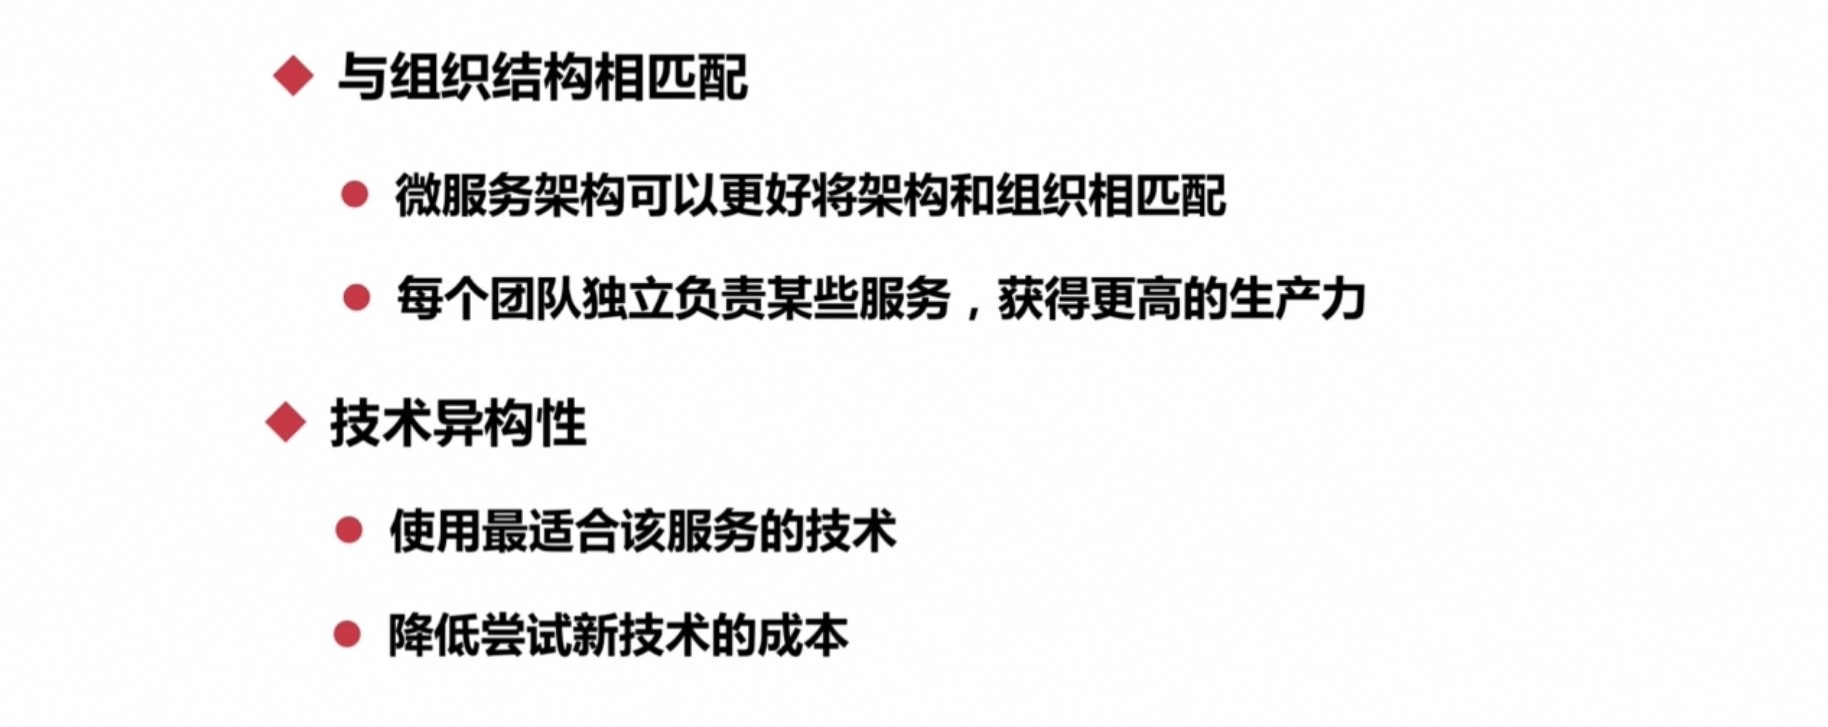 与组织结构相匹配
微服务架构可以更好将架构和组织相匹配
每个团队独立负责某些服务，获得更高的生产力
技术异构性
使用最适合该服务的技术
降低尝试新技术的成本